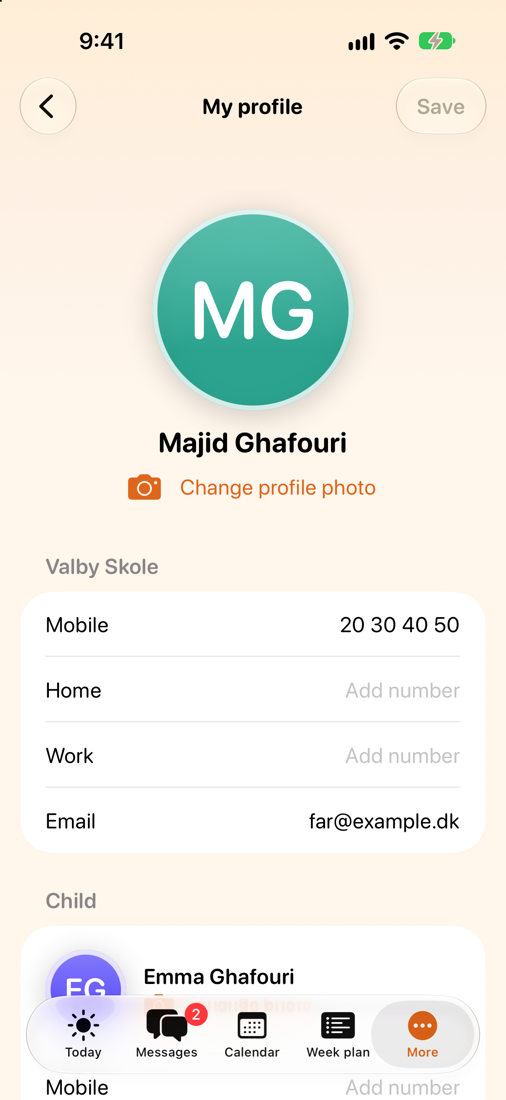 9:41
My profile
Save
MG
Majid Ghafouri
Change profile photo
Valby Skole
Mobile 20 30 40 50
Home Add number
Work Add number
Email far@example.dk
Child
EG
Emma Ghafouri
2
Today Messages Calendar Week plan More
Mobile Add number